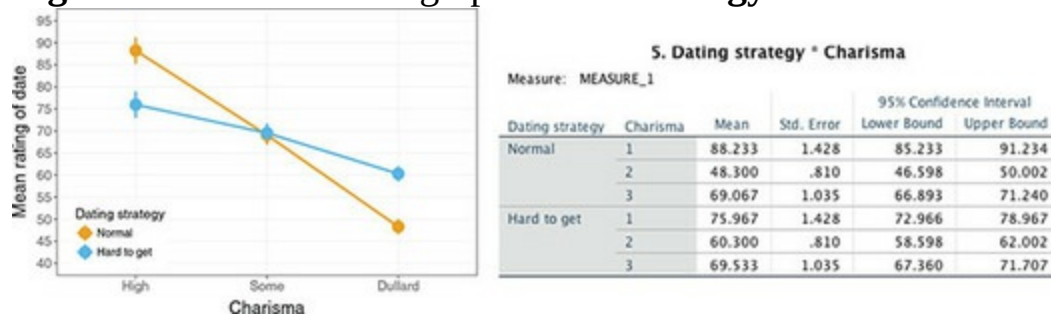 95
90
85
80
75
70
65
60
55
50
45
40
Mean rating of date
Dating strategy
Normal
Hard to get
High Some Dullard
Charisma
5. Dating strategy * Charisma
Measure: MEASURE_1
95% Confidence Interval
Dating strategy Charisma Mean Std. Error Lower Bound Upper Bound
Normal 1 88.233 1.428 85.233 91.234
2 48.300 .810 46.598 50.002
3 69.067 1.035 66.893 71.240
Hard to get 1 75.967 1.428 72.966 78.967
2 60.300 .810 58.598 62.002
3 69.533 1.035 67.360 71.707